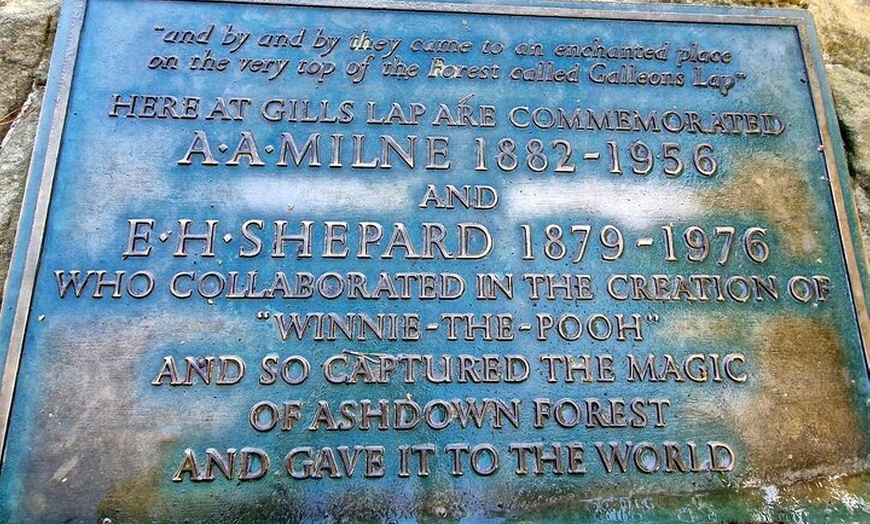 "and by and by they came to an enchanted place
on the very top of the Forest called Galleons Lap"
HERE AT GILLS LAP ARE COMMEMORATED
A·A·MILNE 1882-1956
AND
E·H·SHEPARD 1879-1976
WHO COLLABORATED IN THE CREATION OF
"WINNIE-THE-POOH"
AND SO CAPTURED THE MAGIC
OF ASHDOWN FOREST
AND GAVE IT TO THE WORLD